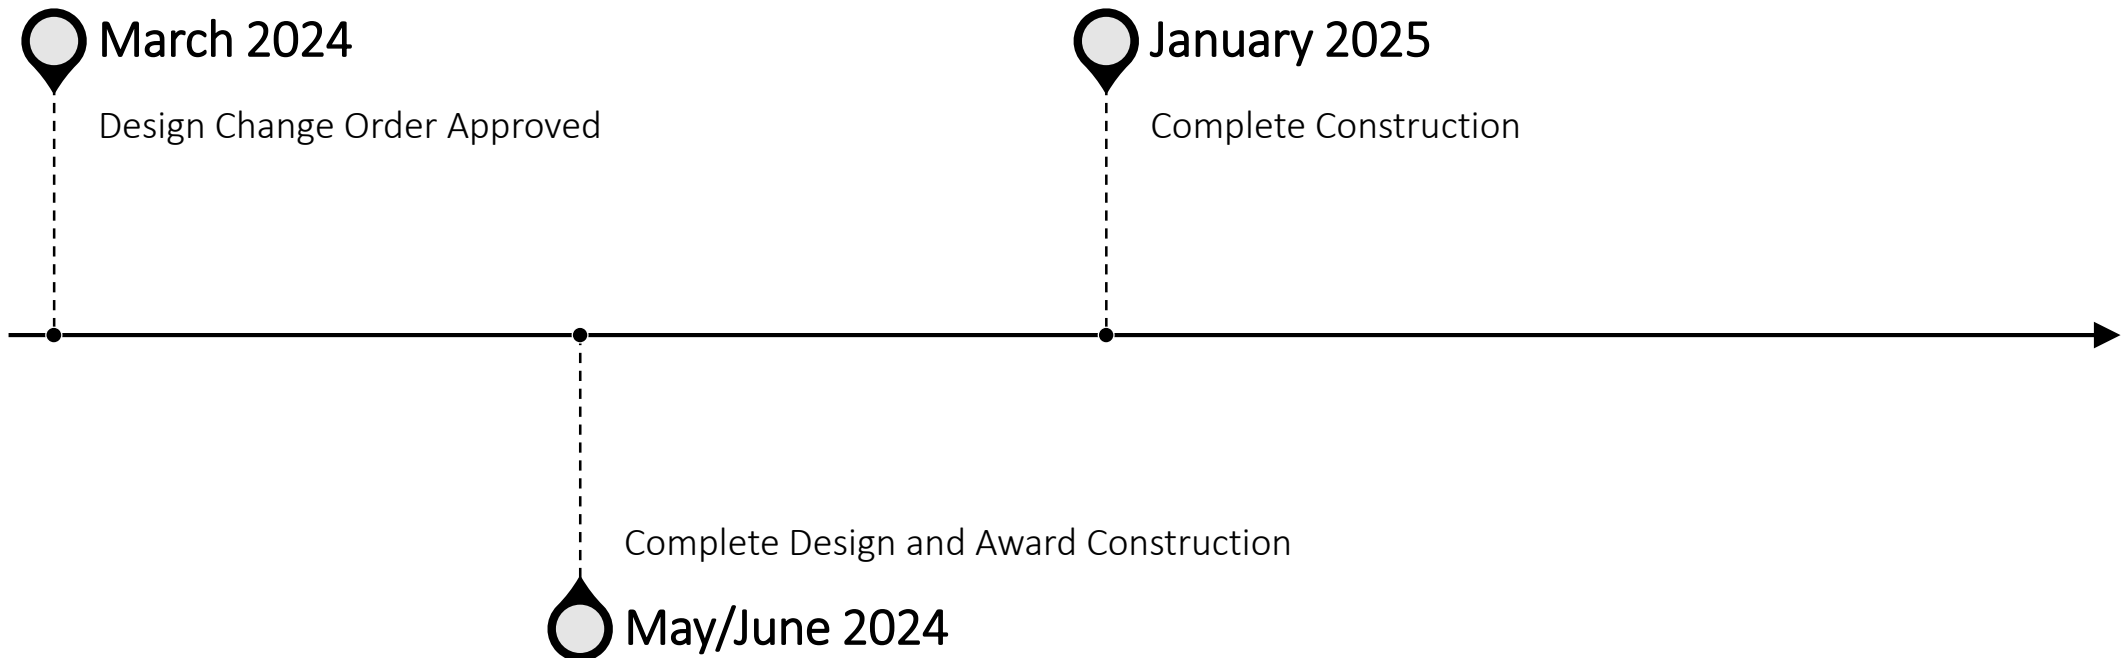 March 2024
Design Change Order Approved
January 2025
Complete Construction
Complete Design and Award Construction
May/June 2024